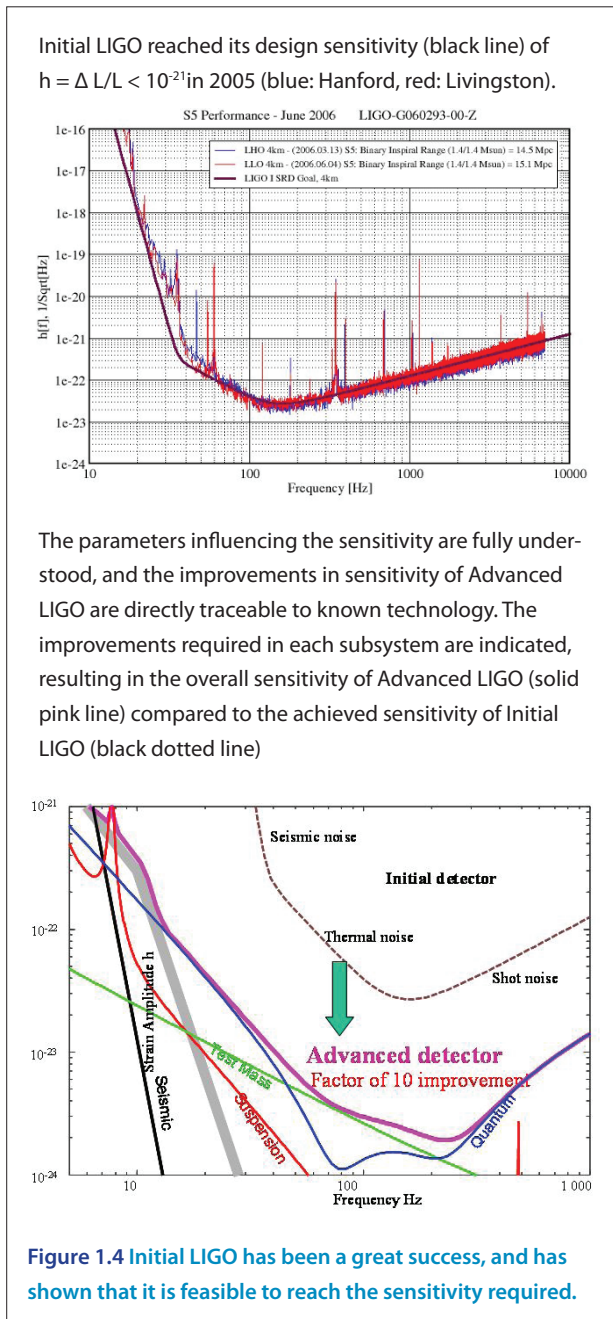 Initial LIGO reached its design sensitivity (black line) of
h = Δ L/L < 10⁻²¹in 2005 (blue: Hanford, red: Livingston).
S5 Performance - June 2006 LIGO-G060293-00-Z
LHO 4km - (2006.03.13) S5: Binary Inspiral Range (1.4/1.4 Msun) = 14.5 Mpc
LLO 4km - (2006.06.04) S5: Binary Inspiral Range (1.4/1.4 Msun) = 15.1 Mpc
LIGO I SRD Goal, 4km
h[f], 1/Sqrt[Hz]
1e-16
1e-17
1e-18
1e-19
1e-20
1e-21
1e-22
1e-23
1e-24
10 100 1000 10000
Frequency [Hz]
The parameters influencing the sensitivity are fully under-
stood, and the improvements in sensitivity of Advanced
LIGO are directly traceable to known technology. The
improvements required in each subsystem are indicated,
resulting in the overall sensitivity of Advanced LIGO (solid
pink line) compared to the achieved sensitivity of Initial
LIGO (black dotted line)
10⁻²¹
10⁻²²
10⁻²³
10⁻²⁴
Strain Amplitude h
Seismic noise
Initial detector
Thermal noise
Shot noise
Advanced detector
Factor of 10 improvement
Seismic
Suspension
Test Mass
Quantum
10 100 1 000
Frequency Hz
Figure 1.4 Initial LIGO has been a great success, and has
shown that it is feasible to reach the sensitivity required.